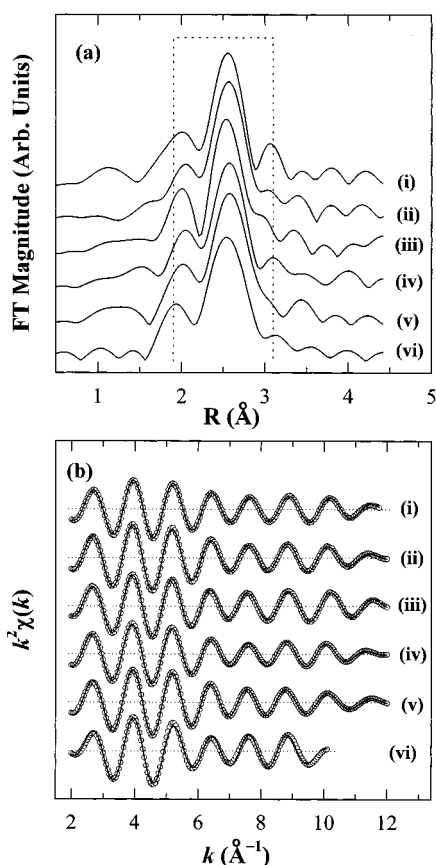 (a)
FT Magnitude (Arb. Units)
(i)
(ii)
(iii)
(iv)
(v)
(vi)
1 2 3 4 5
R (Å)
(b)
k²χ(k)
(i)
(ii)
(iii)
(iv)
(v)
(vi)
2 4 6 8 10 12 14
k (Å⁻¹)